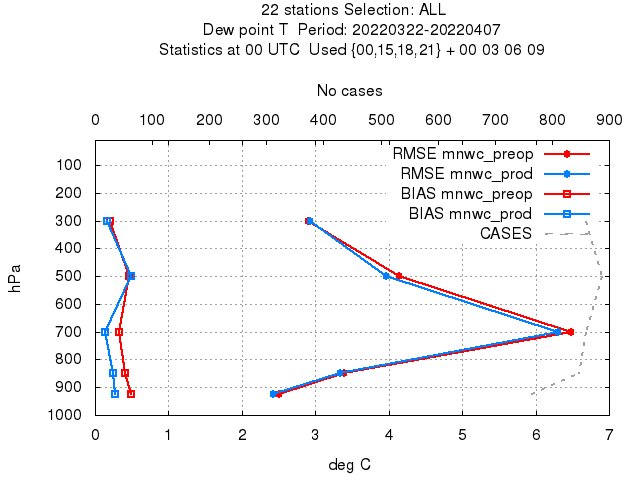 22 stations Selection: ALL
Dew point T  Period: 20220322-20220407
Statistics at 00 UTC  Used {00,15,18,21} + 00 03 06 09
No cases
0 100 200 300 400 500 600 700 800 900
RMSE mnwc_preop
RMSE mnwc_prod
BIAS mnwc_preop
BIAS mnwc_prod
CASES
hPa
100
200
300
400
500
600
700
800
900
1000
0 1 2 3 4 5 6 7
deg C